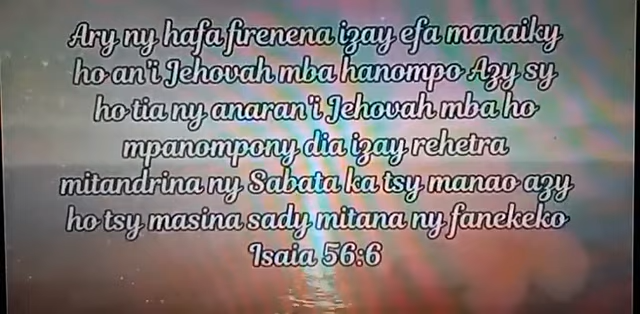 Ary ny hafa firenena izay efa manaiky
ho an'i Jehovah mba hanompo Azy sy
ho tia ny anaran'i Jehovah mba ho
mpanompony dia izay rehetra
mitandrina ny Sabata ka tsy manao azy
ho tsy masina sady mitana ny fanekeko
Isaia 56:6